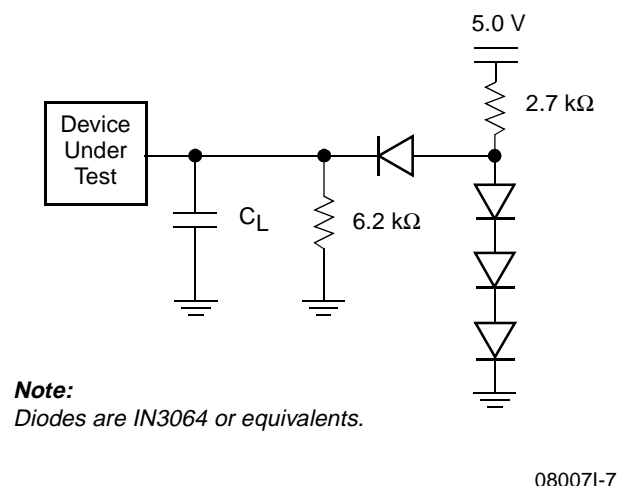 5.0 V
2.7 kΩ
Device
Under
Test
CL
6.2 kΩ
Note:
Diodes are IN3064 or equivalents.
08007I-7